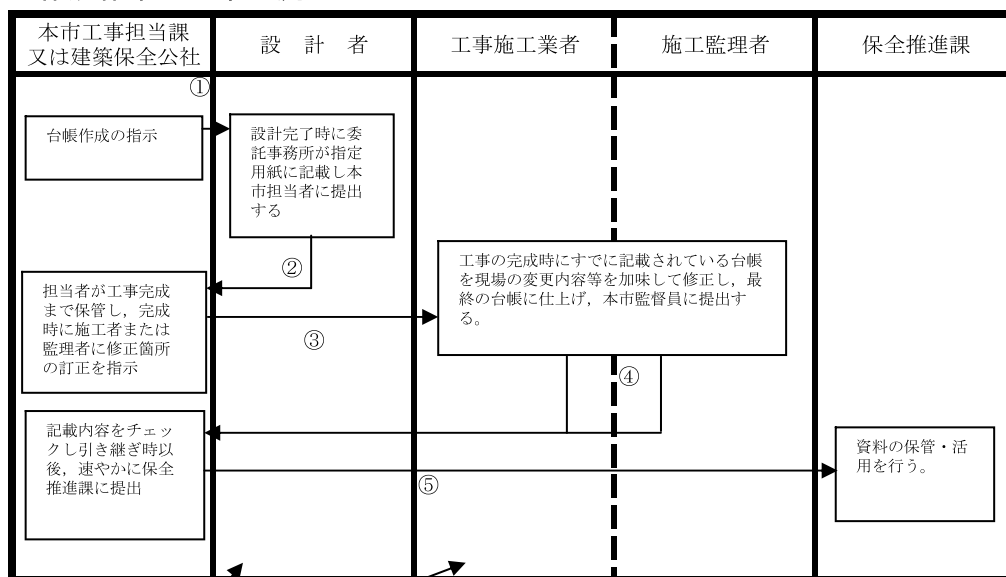 本市工事担当課
又は建築保全公社
設 計 者
工事施工業者
施工監理者
保全推進課
①
台帳作成の指示
設計完了時に委
託事務所が指定
用紙に記載し本
市担当者に提出
する
②
担当者が工事完成
まで保管し，完成
時に施工者または
監理者に修正箇所
の訂正を指示
③
工事の完成時にすでに記載されている台帳
を現場の変更内容等を加味して修正し，最
終の台帳に仕上げ，本市監督員に提出す
る。
④
記載内容をチェッ
クし引き継ぎ時以
後，速やかに保全
推進課に提出
⑤
資料の保管・活
用を行う。